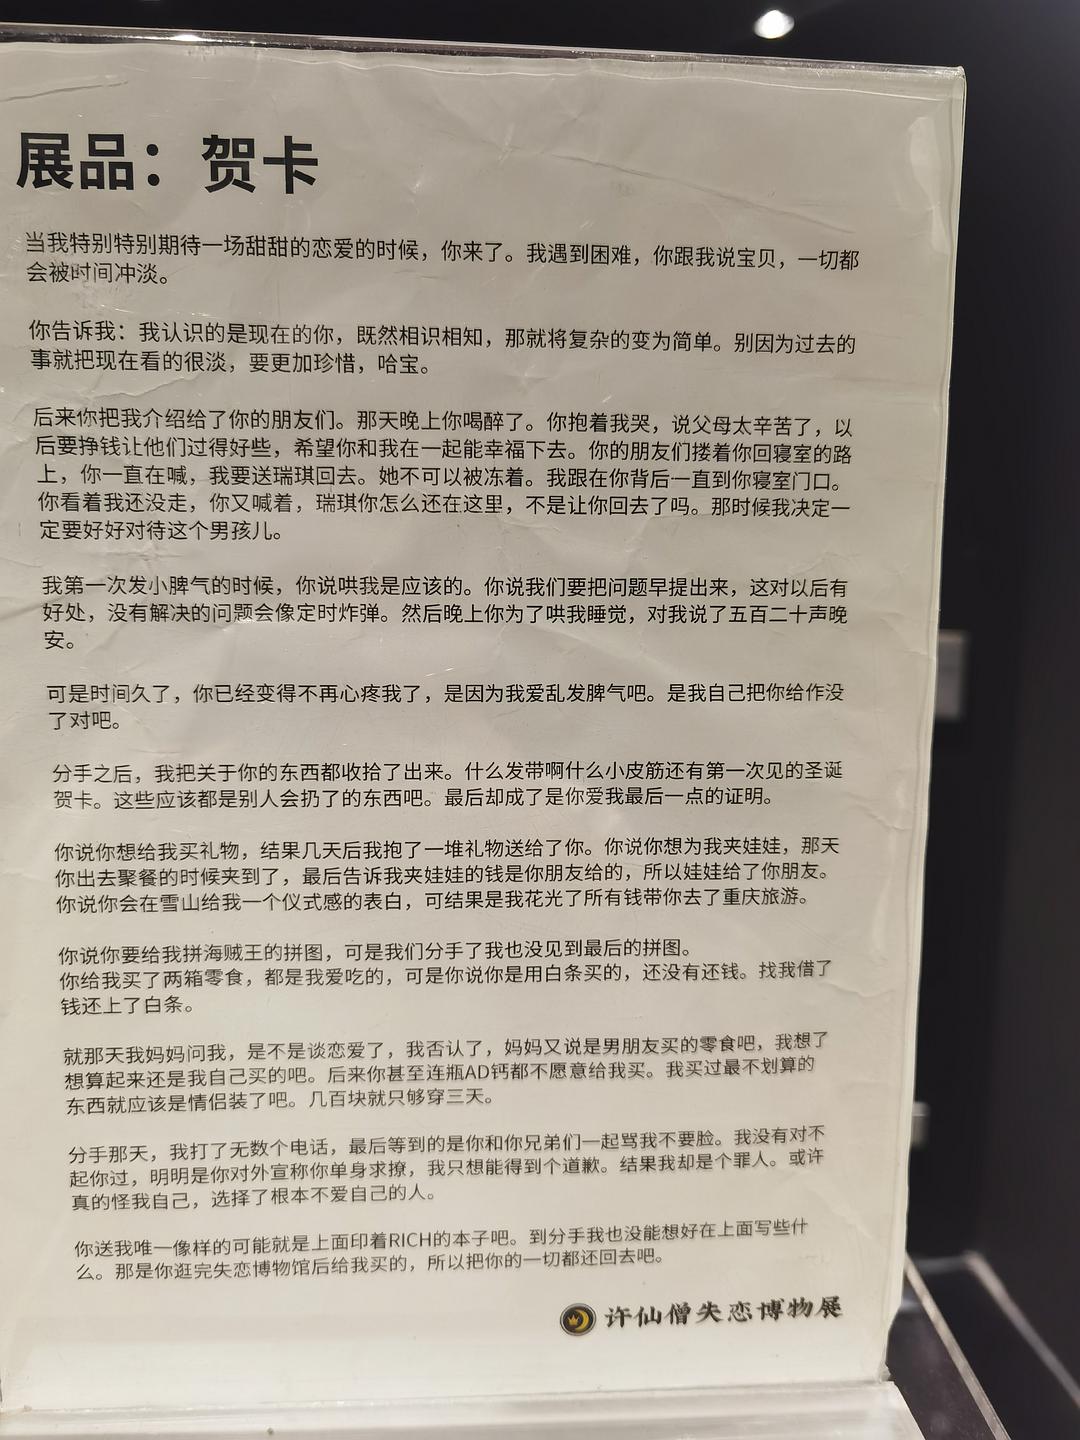 展品：贺卡
当我特别特别期待一场甜甜的恋爱的时候，你来了。我遇到困难，你跟我说宝贝，一切都
会被时间冲淡。
你告诉我：我认识的是现在的你，既然相识相知，那就将复杂的变为简单。别因为过去的
事就把现在看的很淡，要更加珍惜，哈宝。
后来你把我介绍给了你的朋友们。那天晚上你喝醉了。你抱着我哭，说父母太辛苦了，以
后要挣钱让他们过得好些，希望你和我在一起能幸福下去。你的朋友们搂着你回寝室的路
上，你一直在喊，我要送瑞琪回去。她不可以被冻着。我跟在你背后一直到你寝室门口。
你看着我还没走，你又喊着，瑞琪你怎么还在这里，不是让你回去了吗。那时候我决定一
定要好好对待这个男孩儿。
我第一次发小脾气的时候，你说哄我是应该的。你说我们要把问题早提出来，这对以后有
好处，没有解决的问题会像定时炸弹。然后晚上你为了哄我睡觉，对我说了五百二十声晚
安。
可是时间久了，你已经变得不再心疼我了，是因为我爱乱发脾气吧。是我自己把你给作没
了对吧。
分手之后，我把关于你的东西都收拾了出来。什么发带啊什么小皮筋还有第一次见的圣诞
贺卡。这些应该都是别人会扔了的东西吧。最后却成了是你爱我最后一点的证明。
你说你想给我买礼物，结果几天后我抱了一堆礼物送给了你。你说你想为我夹娃娃，那天
你出去聚餐的时候夹到了，最后告诉我夹娃娃的钱是你朋友给的，所以娃娃给了你朋友。
你说你会在雪山给我一个仪式感的表白，可结果是我花光了所有钱带你去了重庆旅游。
你说你要给我拼海贼王的拼图，可是我们分手了我也没见到最后的拼图。
你给我买了两箱零食，都是我爱吃的，可是你说你是用白条买的，还没有还钱。找我借了
钱还上了白条。
就那天我妈妈问我，是不是谈恋爱了，我否认了，妈妈又说是男朋友买的零食吧，我想了
想算起来还是我自己买的吧。后来你甚至连瓶AD钙都不愿意给我买。我买过最不划算的
东西就应该是情侣装了吧。几百块就只够穿三天。
分手那天，我打了无数个电话，最后等到的是你和你兄弟们一起骂我不要脸。我没有对不
起你过，明明是你对外宣称你单身求撩，我只想能得到个道歉。结果我却是个罪人。或许
真的怪我自己，选择了根本不爱自己的人。
你送我唯一像样的可能就是上面印着RICH的本子吧。到分手我也没能想好在上面写些什
么。那是你逛完失恋博物馆后给我买的，所以把你的一切都还回去吧。
许仙僧失恋博物展